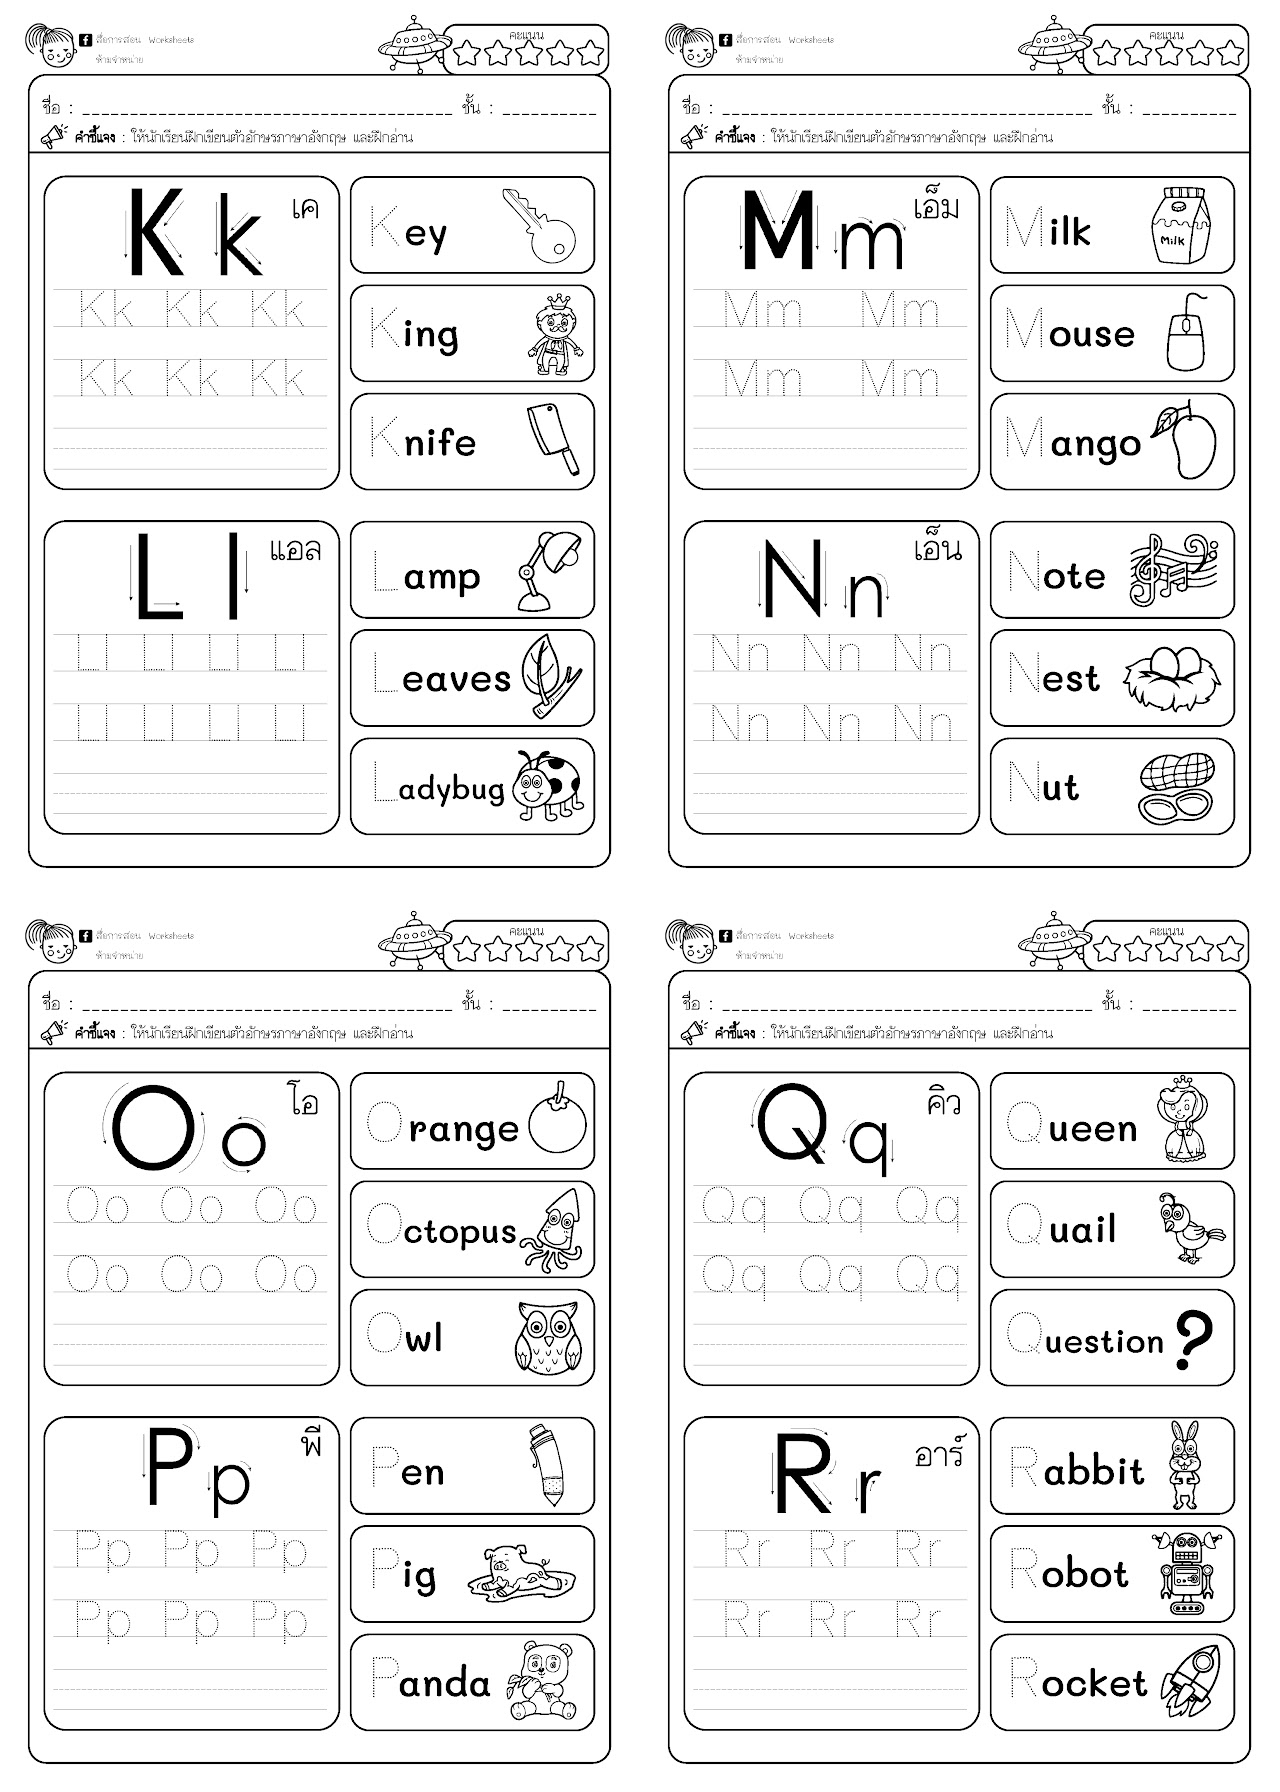 สื่อการสอน Worksheets
ห้ามจำหน่าย
คะแนน
ชื่อ : ชั้น :
คำชี้แจง : ให้นักเรียนฝึกเขียนตัวอักษรภาษาอังกฤษ และฝึกอ่าน
K k เค
Kk Kk Kk
Kk Kk Kk
Key
King
Knife
L l แอล
Ll Ll Ll Ll
Ll Ll Ll Ll
Lamp
Leaves
Ladybug
สื่อการสอน Worksheets
ห้ามจำหน่าย
คะแนน
ชื่อ : ชั้น :
คำชี้แจง : ให้นักเรียนฝึกเขียนตัวอักษรภาษาอังกฤษ และฝึกอ่าน
M m เอ็ม
Mm Mm
Mm Mm
Milk
Milk
Mouse
Mango
N n เอ็น
Nn Nn Nn
Nn Nn Nn
Note
Nest
Nut
สื่อการสอน Worksheets
ห้ามจำหน่าย
คะแนน
ชื่อ : ชั้น :
คำชี้แจง : ให้นักเรียนฝึกเขียนตัวอักษรภาษาอังกฤษ และฝึกอ่าน
O o โอ
Oo Oo Oo
Oo Oo Oo
Orange
Octopus
Owl
P p พี
Pp Pp Pp
Pp Pp Pp
Pen
Pig
Panda
สื่อการสอน Worksheets
ห้ามจำหน่าย
คะแนน
ชื่อ : ชั้น :
คำชี้แจง : ให้นักเรียนฝึกเขียนตัวอักษรภาษาอังกฤษ และฝึกอ่าน
Q q คิว
Qq Qq Qq
Qq Qq Qq
Queen
Quail
Question ?
R r อาร์
Rr Rr Rr
Rr Rr Rr
Rabbit
Robot
Rocket